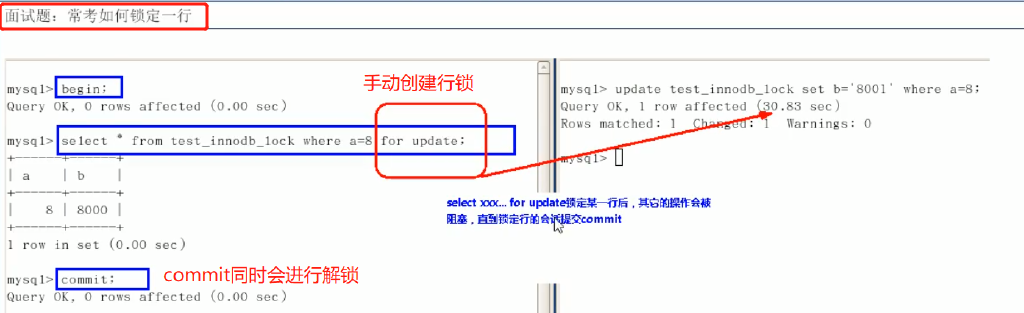 面试题：常考如何锁定一行
手动创建行锁
mysql> begin;
Query OK, 0 rows affected (0.00 sec)
mysql> select * from test_innodb_lock where a=8 for update;
+------+------+
| a    | b    |
+------+------+
|    8 | 8000 |
+------+------+
1 row in set (0.00 sec)
mysql> commit;
commit同时会进行解锁
Query OK, 0 rows affected (0.00 sec)
mysql> update test_innodb_lock set b='8001' where a=8;
Query OK, 1 row affected (30.83 sec)
Rows matched: 1  Changed: 1  Warnings: 0
mysql>
select xxx... for update锁定某一行后，其它的操作会被
阻塞，直到锁定行的会话提交commit